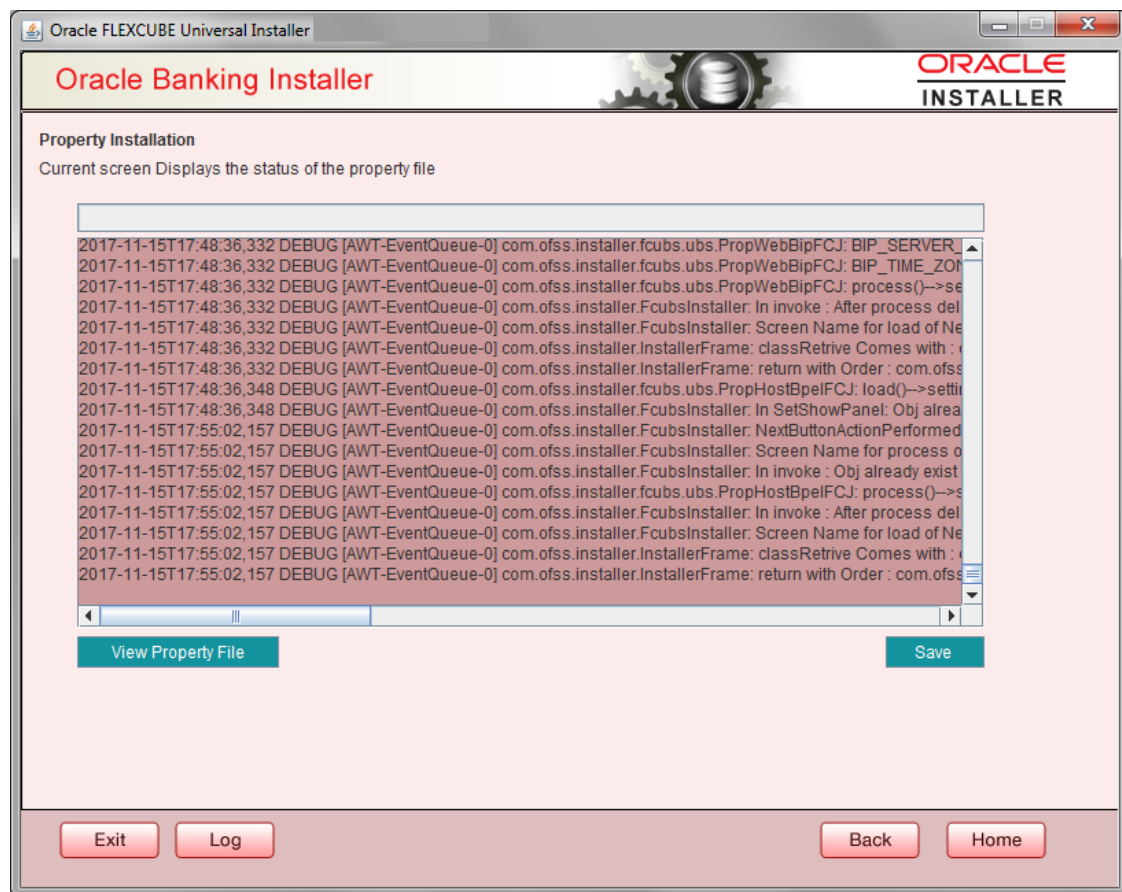 Oracle FLEXCUBE Universal Installer
Oracle Banking Installer
ORACLE
INSTALLER
Property Installation
Current screen Displays the status of the property file
2017-11-15T17:48:36,332 DEBUG [AWT-EventQueue-0] com.ofss.installer.fcubs.ubs.PropWebBipFCJ: BIP_SERVER_
2017-11-15T17:48:36,332 DEBUG [AWT-EventQueue-0] com.ofss.installer.fcubs.ubs.PropWebBipFCJ: BIP_TIME_ZON
2017-11-15T17:48:36,332 DEBUG [AWT-EventQueue-0] com.ofss.installer.fcubs.ubs.PropWebBipFCJ: process()-->se
2017-11-15T17:48:36,332 DEBUG [AWT-EventQueue-0] com.ofss.installer.FcubsInstaller: In invoke : After process del
2017-11-15T17:48:36,332 DEBUG [AWT-EventQueue-0] com.ofss.installer.FcubsInstaller: Screen Name for load of Ne
2017-11-15T17:48:36,332 DEBUG [AWT-EventQueue-0] com.ofss.installer.InstallerFrame: classRetrive Comes with :
2017-11-15T17:48:36,332 DEBUG [AWT-EventQueue-0] com.ofss.installer.InstallerFrame: return with Order : com.ofss
2017-11-15T17:48:36,348 DEBUG [AWT-EventQueue-0] com.ofss.installer.fcubs.ubs.PropHostBpelFCJ: load()-->settin
2017-11-15T17:48:36,348 DEBUG [AWT-EventQueue-0] com.ofss.installer.FcubsInstaller: In SetShowPanel: Obj alrea
2017-11-15T17:55:02,157 DEBUG [AWT-EventQueue-0] com.ofss.installer.FcubsInstaller: NextButtonActionPerformed
2017-11-15T17:55:02,157 DEBUG [AWT-EventQueue-0] com.ofss.installer.FcubsInstaller: Screen Name for process o
2017-11-15T17:55:02,157 DEBUG [AWT-EventQueue-0] com.ofss.installer.FcubsInstaller: In invoke : Obj already exist
2017-11-15T17:55:02,157 DEBUG [AWT-EventQueue-0] com.ofss.installer.fcubs.ubs.PropHostBpelFCJ: process()-->s
2017-11-15T17:55:02,157 DEBUG [AWT-EventQueue-0] com.ofss.installer.FcubsInstaller: In invoke : After process del
2017-11-15T17:55:02,157 DEBUG [AWT-EventQueue-0] com.ofss.installer.FcubsInstaller: Screen Name for load of Ne
2017-11-15T17:55:02,157 DEBUG [AWT-EventQueue-0] com.ofss.installer.InstallerFrame: classRetrive Comes with :
2017-11-15T17:55:02,157 DEBUG [AWT-EventQueue-0] com.ofss.installer.InstallerFrame: return with Order : com.ofss
View Property File
Save
Exit
Log
Back
Home